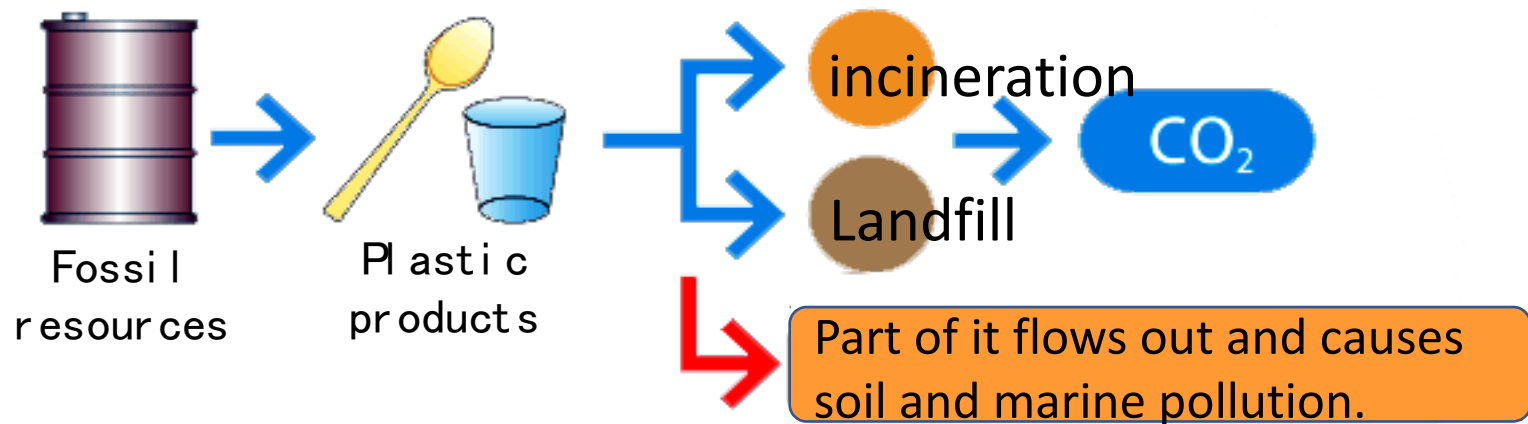 Fossil
resources
Plastic
products
incineration
Landfill
CO₂
Part of it flows out and causes
soil and marine pollution.